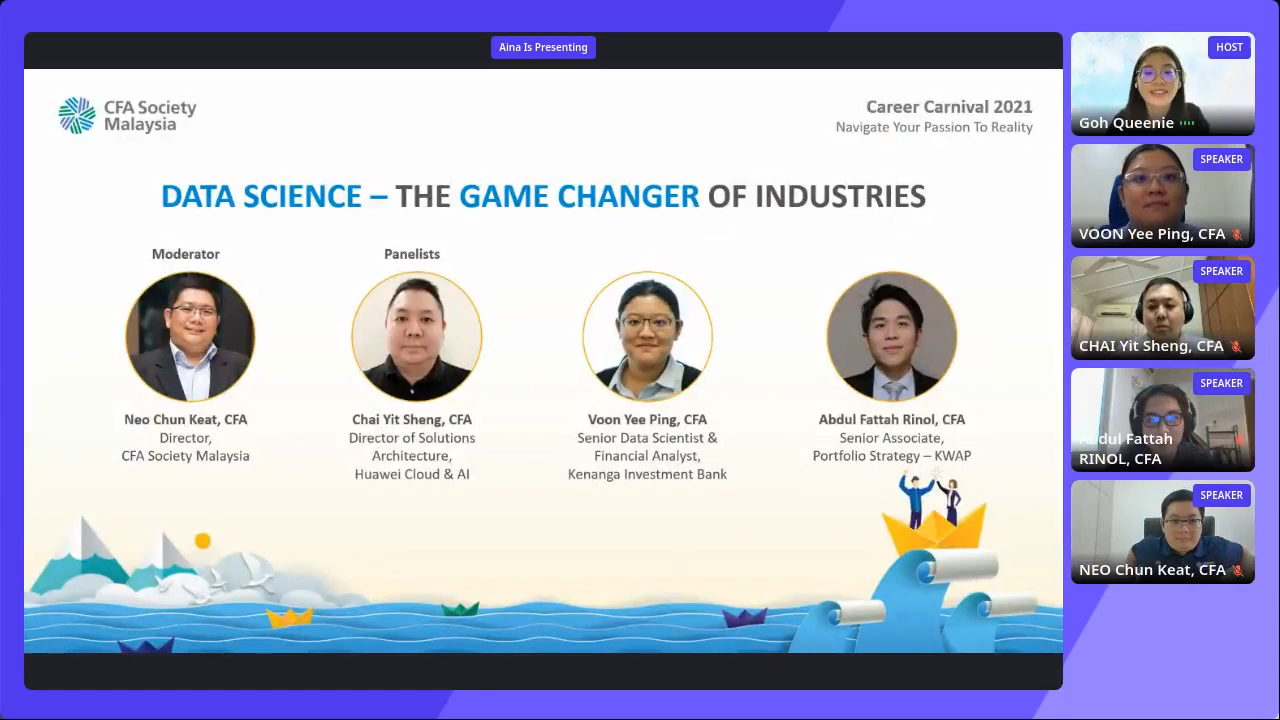 Aina Is Presenting
CFA Society
Malaysia
Career Carnival 2021
Navigate Your Passion To Reality
DATA SCIENCE – THE GAME CHANGER OF INDUSTRIES
Moderator
Panelists
Neo Chun Keat, CFA
Director,
CFA Society Malaysia
Chai Yit Sheng, CFA
Director of Solutions
Architecture,
Huawei Cloud & AI
Voon Yee Ping, CFA
Senior Data Scientist &
Financial Analyst,
Kenanga Investment Bank
Abdul Fattah Rinol, CFA
Senior Associate,
Portfolio Strategy – KWAP
HOST
Goh Queenie
SPEAKER
VOON Yee Ping, CFA
SPEAKER
CHAI Yit Sheng, CFA
SPEAKER
Abdul Fattah
RINOL, CFA
SPEAKER
NEO Chun Keat, CFA